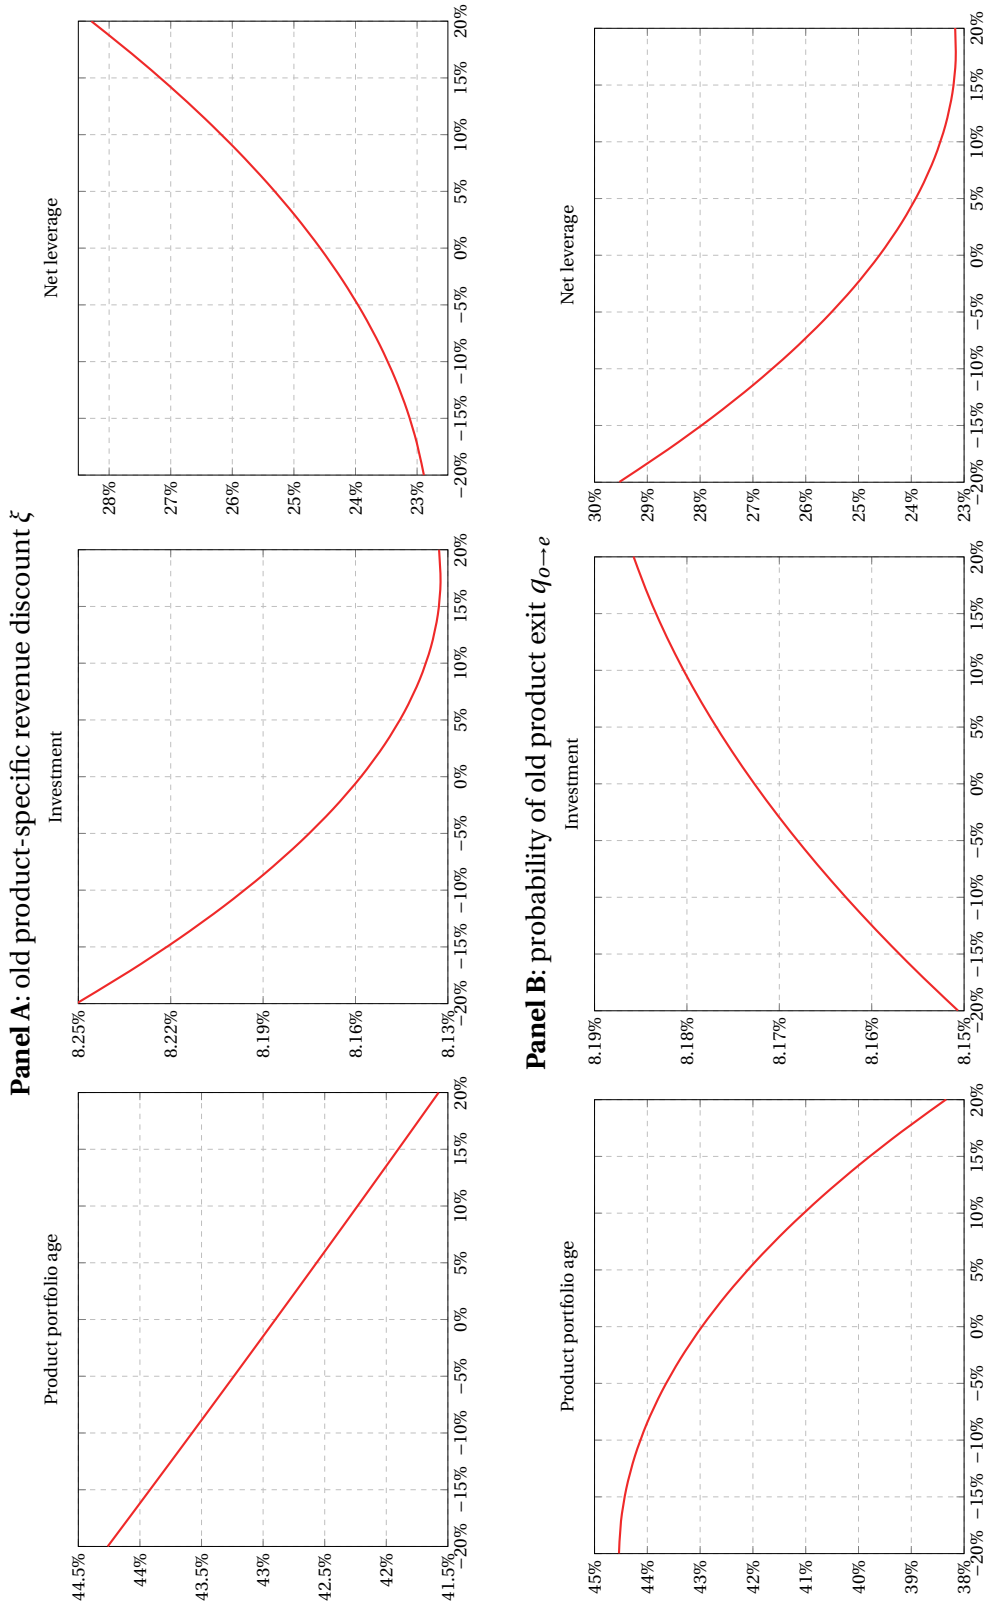 Panel A: old product-specific revenue discount ξ
Product portfolio age
44.5%
44%
43.5%
43%
42.5%
42%
41.5%
−20% −15% −10% −5% 0% 5% 10% 15% 20%
Investment
8.25%
8.22%
8.19%
8.16%
8.13%
−20% −15% −10% −5% 0% 5% 10% 15% 20%
Net leverage
28%
27%
26%
25%
24%
23%
−20% −15% −10% −5% 0% 5% 10% 15% 20%
Panel B: probability of old product exit qo→e
Product portfolio age
45%
44%
43%
42%
41%
40%
39%
38%
−20% −15% −10% −5% 0% 5% 10% 15% 20%
Investment
8.19%
8.18%
8.17%
8.16%
8.15%
−20% −15% −10% −5% 0% 5% 10% 15% 20%
Net leverage
30%
29%
28%
27%
26%
25%
24%
23%
−20% −15% −10% −5% 0% 5% 10% 15% 20%